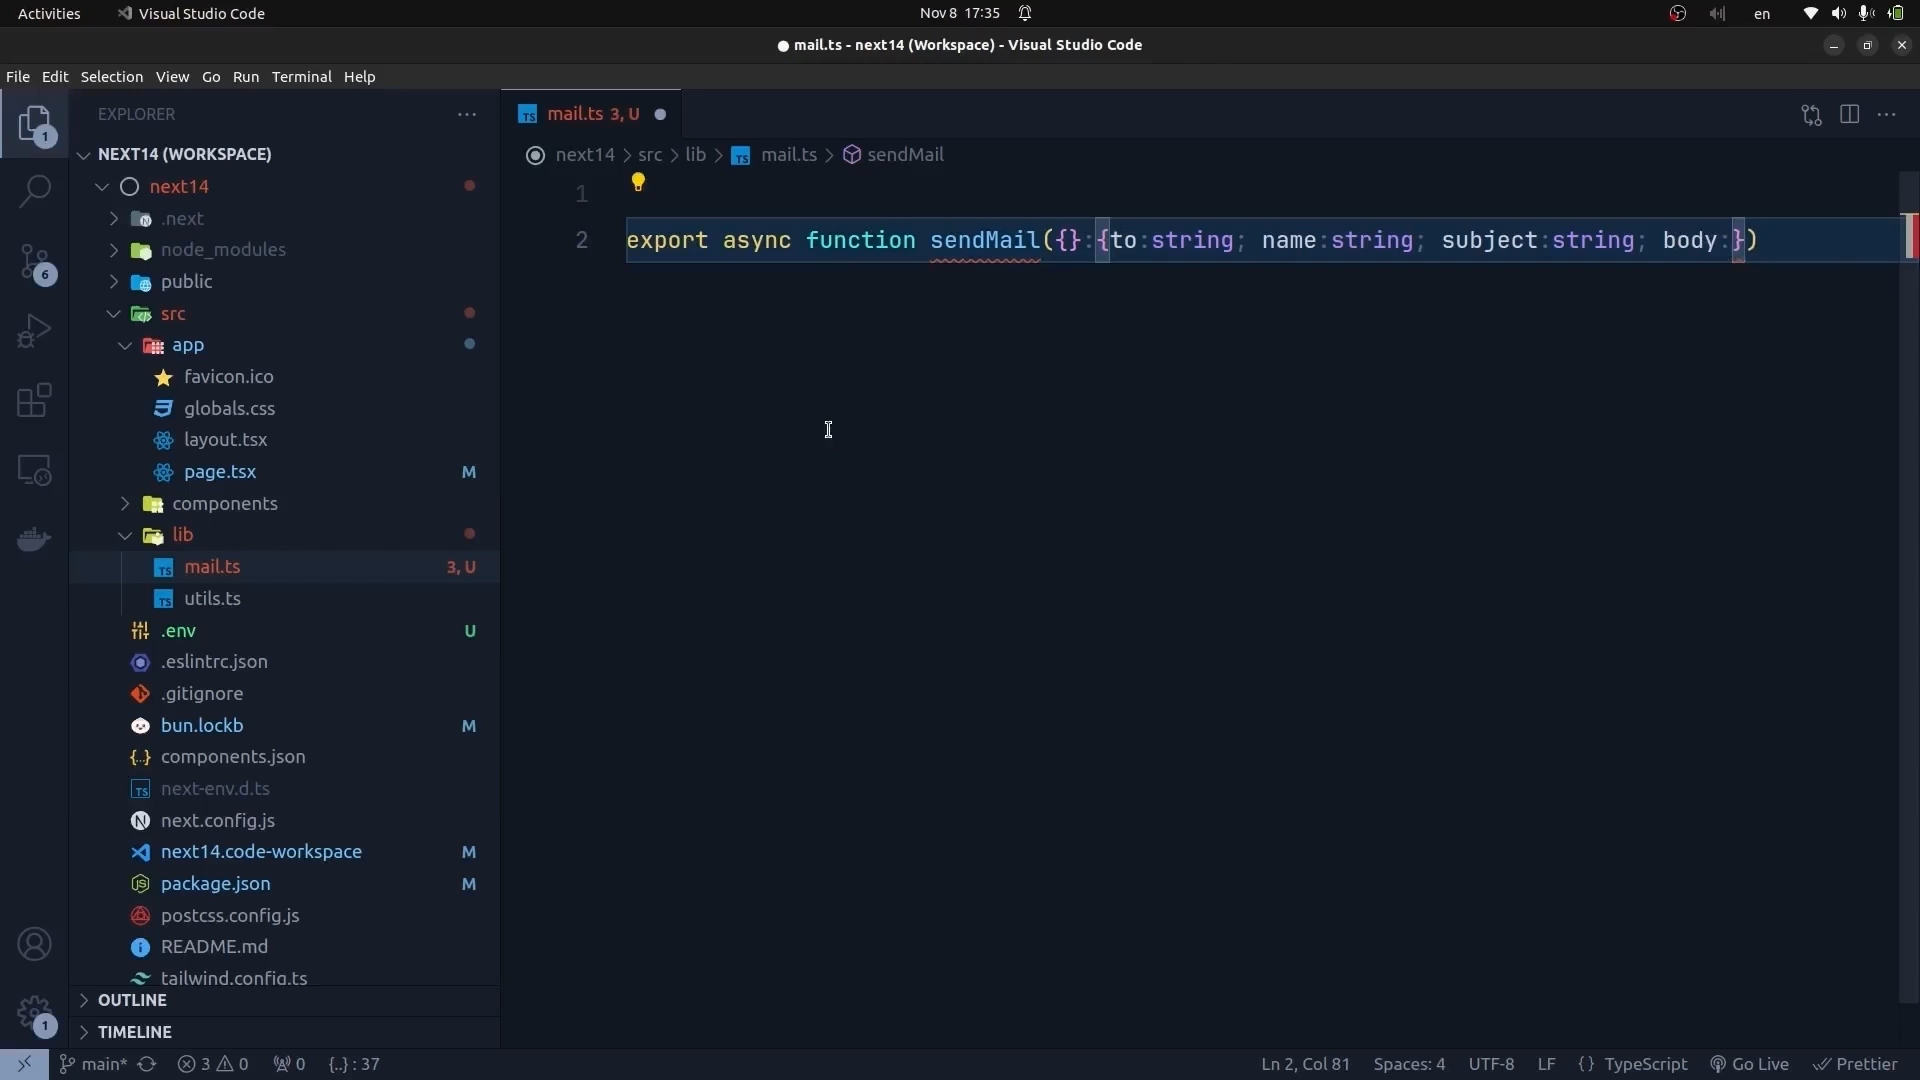 Activities Visual Studio Code Nov 8 17:35 en
mail.ts - next14 (Workspace) - Visual Studio Code
File Edit Selection View Go Run Terminal Help
EXPLORER
NEXT14 (WORKSPACE)
next14
.next
node_modules
public
src
app
favicon.ico
globals.css
layout.tsx
page.tsx M
components
lib
mail.ts 3, U
utils.ts
.env U
.eslintrc.json
.gitignore
bun.lockb M
components.json
next-env.d.ts
next.config.js
next14.code-workspace M
package.json M
postcss.config.js
README.md
tailwind.config.ts
OUTLINE
TIMELINE
1
6
1
mail.ts 3, U
next14 > src > lib > TS mail.ts > sendMail
1
2 export async function sendMail({}:{to:string; name:string; subject:string; body:})
main* 3 0 0 {..} : 37 Ln 2, Col 81 Spaces: 4 UTF-8 LF {} TypeScript Go Live Prettier